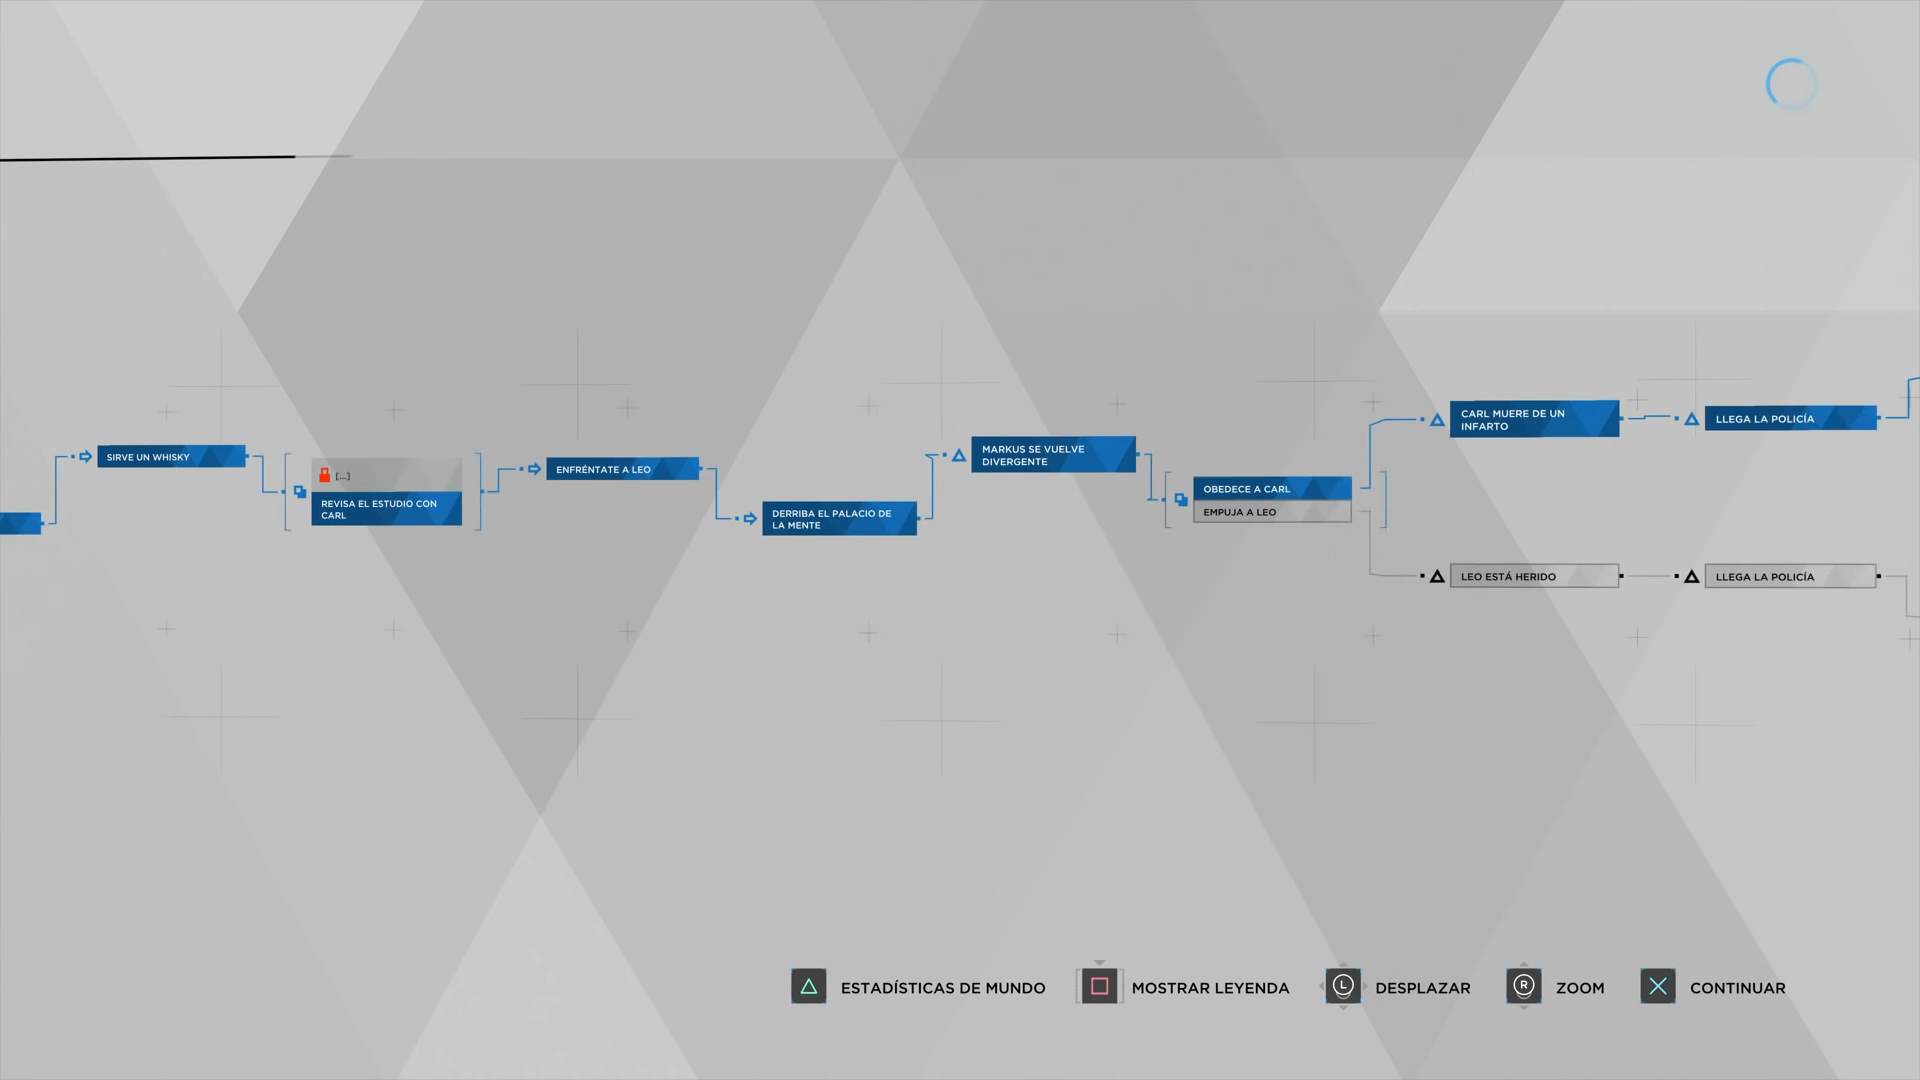 SIRVE UN WHISKY
[...]
REVISA EL ESTUDIO CON
CARL
ENFRÉNTATE A LEO
DERRIBA EL PALACIO DE
LA MENTE
MARKUS SE VUELVE
DIVERGENTE
OBEDECE A CARL
EMPUJA A LEO
CARL MUERE DE UN
INFARTO
LLEGA LA POLICÍA
LEO ESTÁ HERIDO
LLEGA LA POLICÍA
ESTADÍSTICAS DE MUNDO
MOSTRAR LEYENDA
L
DESPLAZAR
R
ZOOM
CONTINUAR